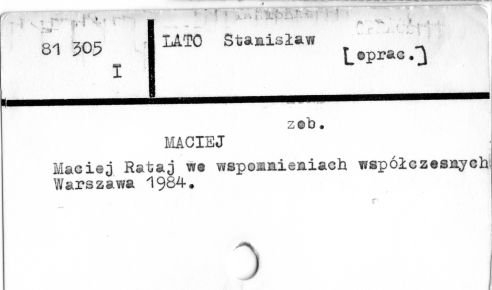 81 305
I
LATO Stanisław
[oprac.]
zob.
MACIEJ
Maciej Rataj we wspomnieniach współczesnych
Warszawa 1984.